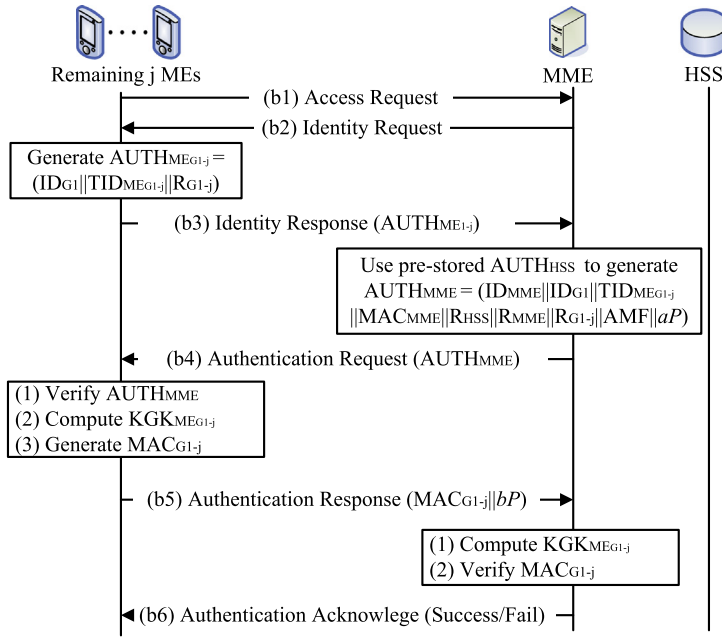 Remaining j MEs
MME
HSS
(b1) Access Request
(b2) Identity Request
Generate AUTHMEG1-j =
(IDG1||TIDMEG1-j||RG1-j)
(b3) Identity Response (AUTHME1-j)
Use pre-stored AUTHHSS to generate
AUTHMME = (IDMME||IDG1||TIDMEG1-j
||MACMME||RHSS||RMME||RG1-j||AMF||aP)
(b4) Authentication Request (AUTHMME)
(1) Verify AUTHMME
(2) Compute KGKMEG1-j
(3) Generate MACG1-j
(b5) Authentication Response (MACG1-j||bP)
(1) Compute KGKMEG1-j
(2) Verify MACG1-j
(b6) Authentication Acknowlege (Success/Fail)